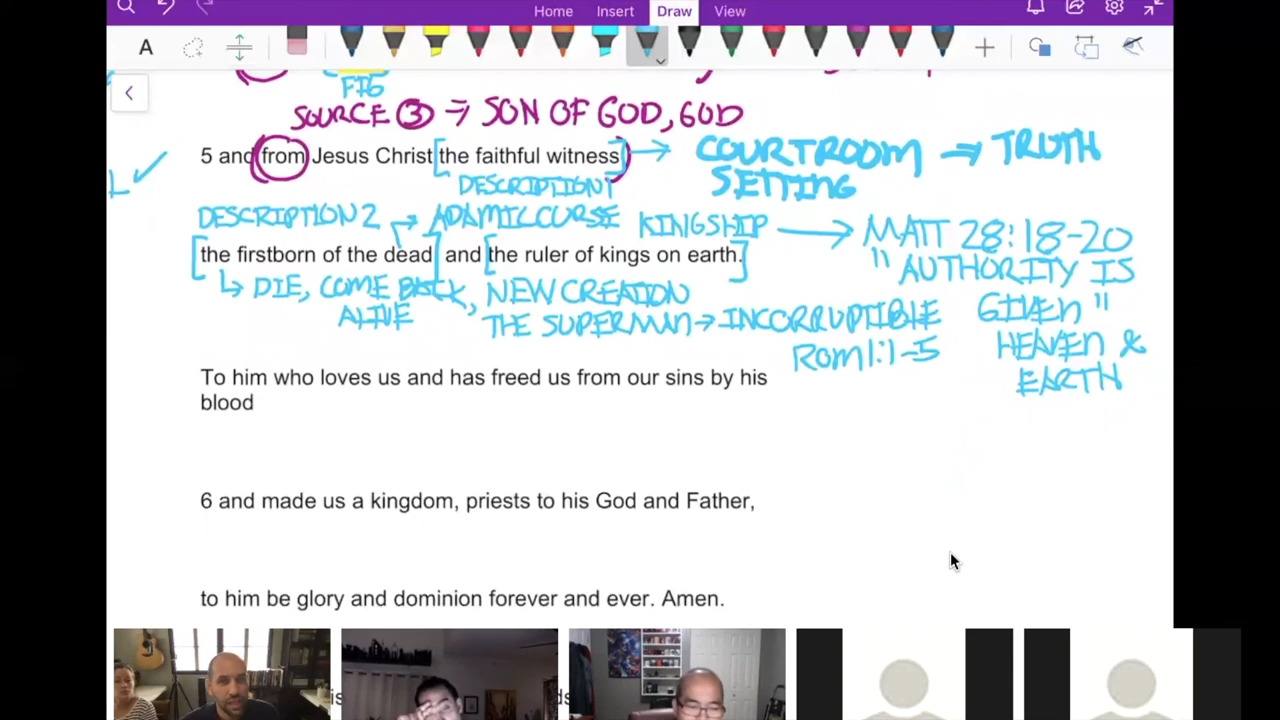 Home Insert Draw View
A
FIG
SOURCE ③ ⇒ SON OF GOD, GOD
5 and from Jesus Christ the faithful witness → COURTROOM ⇒ TRUTH
SETTING
DESCRIPTION 1
DESCRIPTION 2 → ADAMIC CURSE KINGSHIP → MATT 28:18-20
the firstborn of the dead and the ruler of kings on earth.
"AUTHORITY IS
GIVEN"
HEAVEN &
EARTH
↳ DIE, COME BACK, NEW CREATION
ALIVE, THE SUPERMAN → INCORRUPTIBLE
Rom 1:1-5
To him who loves us and has freed us from our sins by his
blood
6 and made us a kingdom, priests to his God and Father,
to him be glory and dominion forever and ever. Amen.